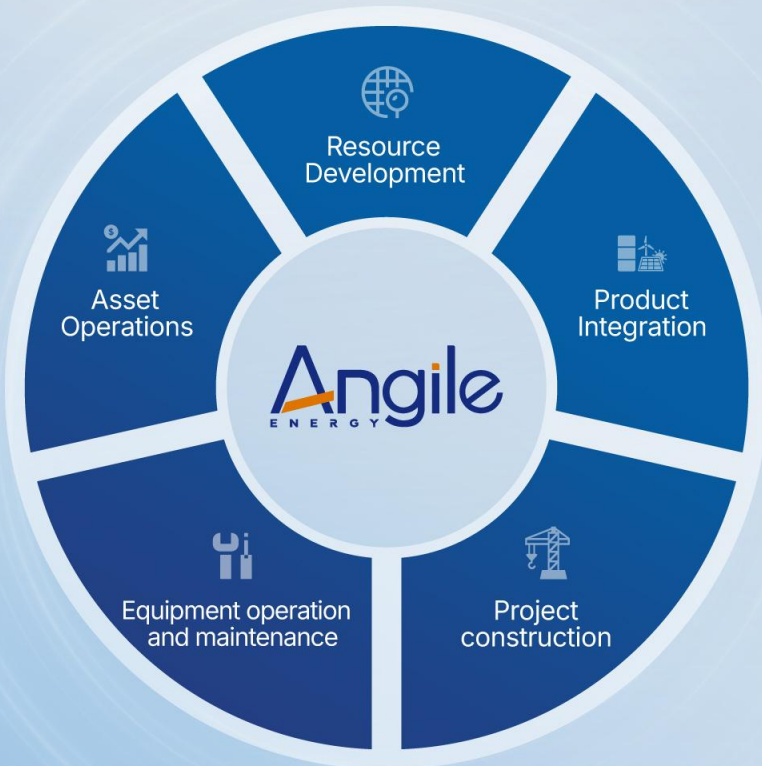 Resource
Development
Asset
Operations
Product
Integration
Angile
ENERGY
Equipment operation
and maintenance
Project
construction
$